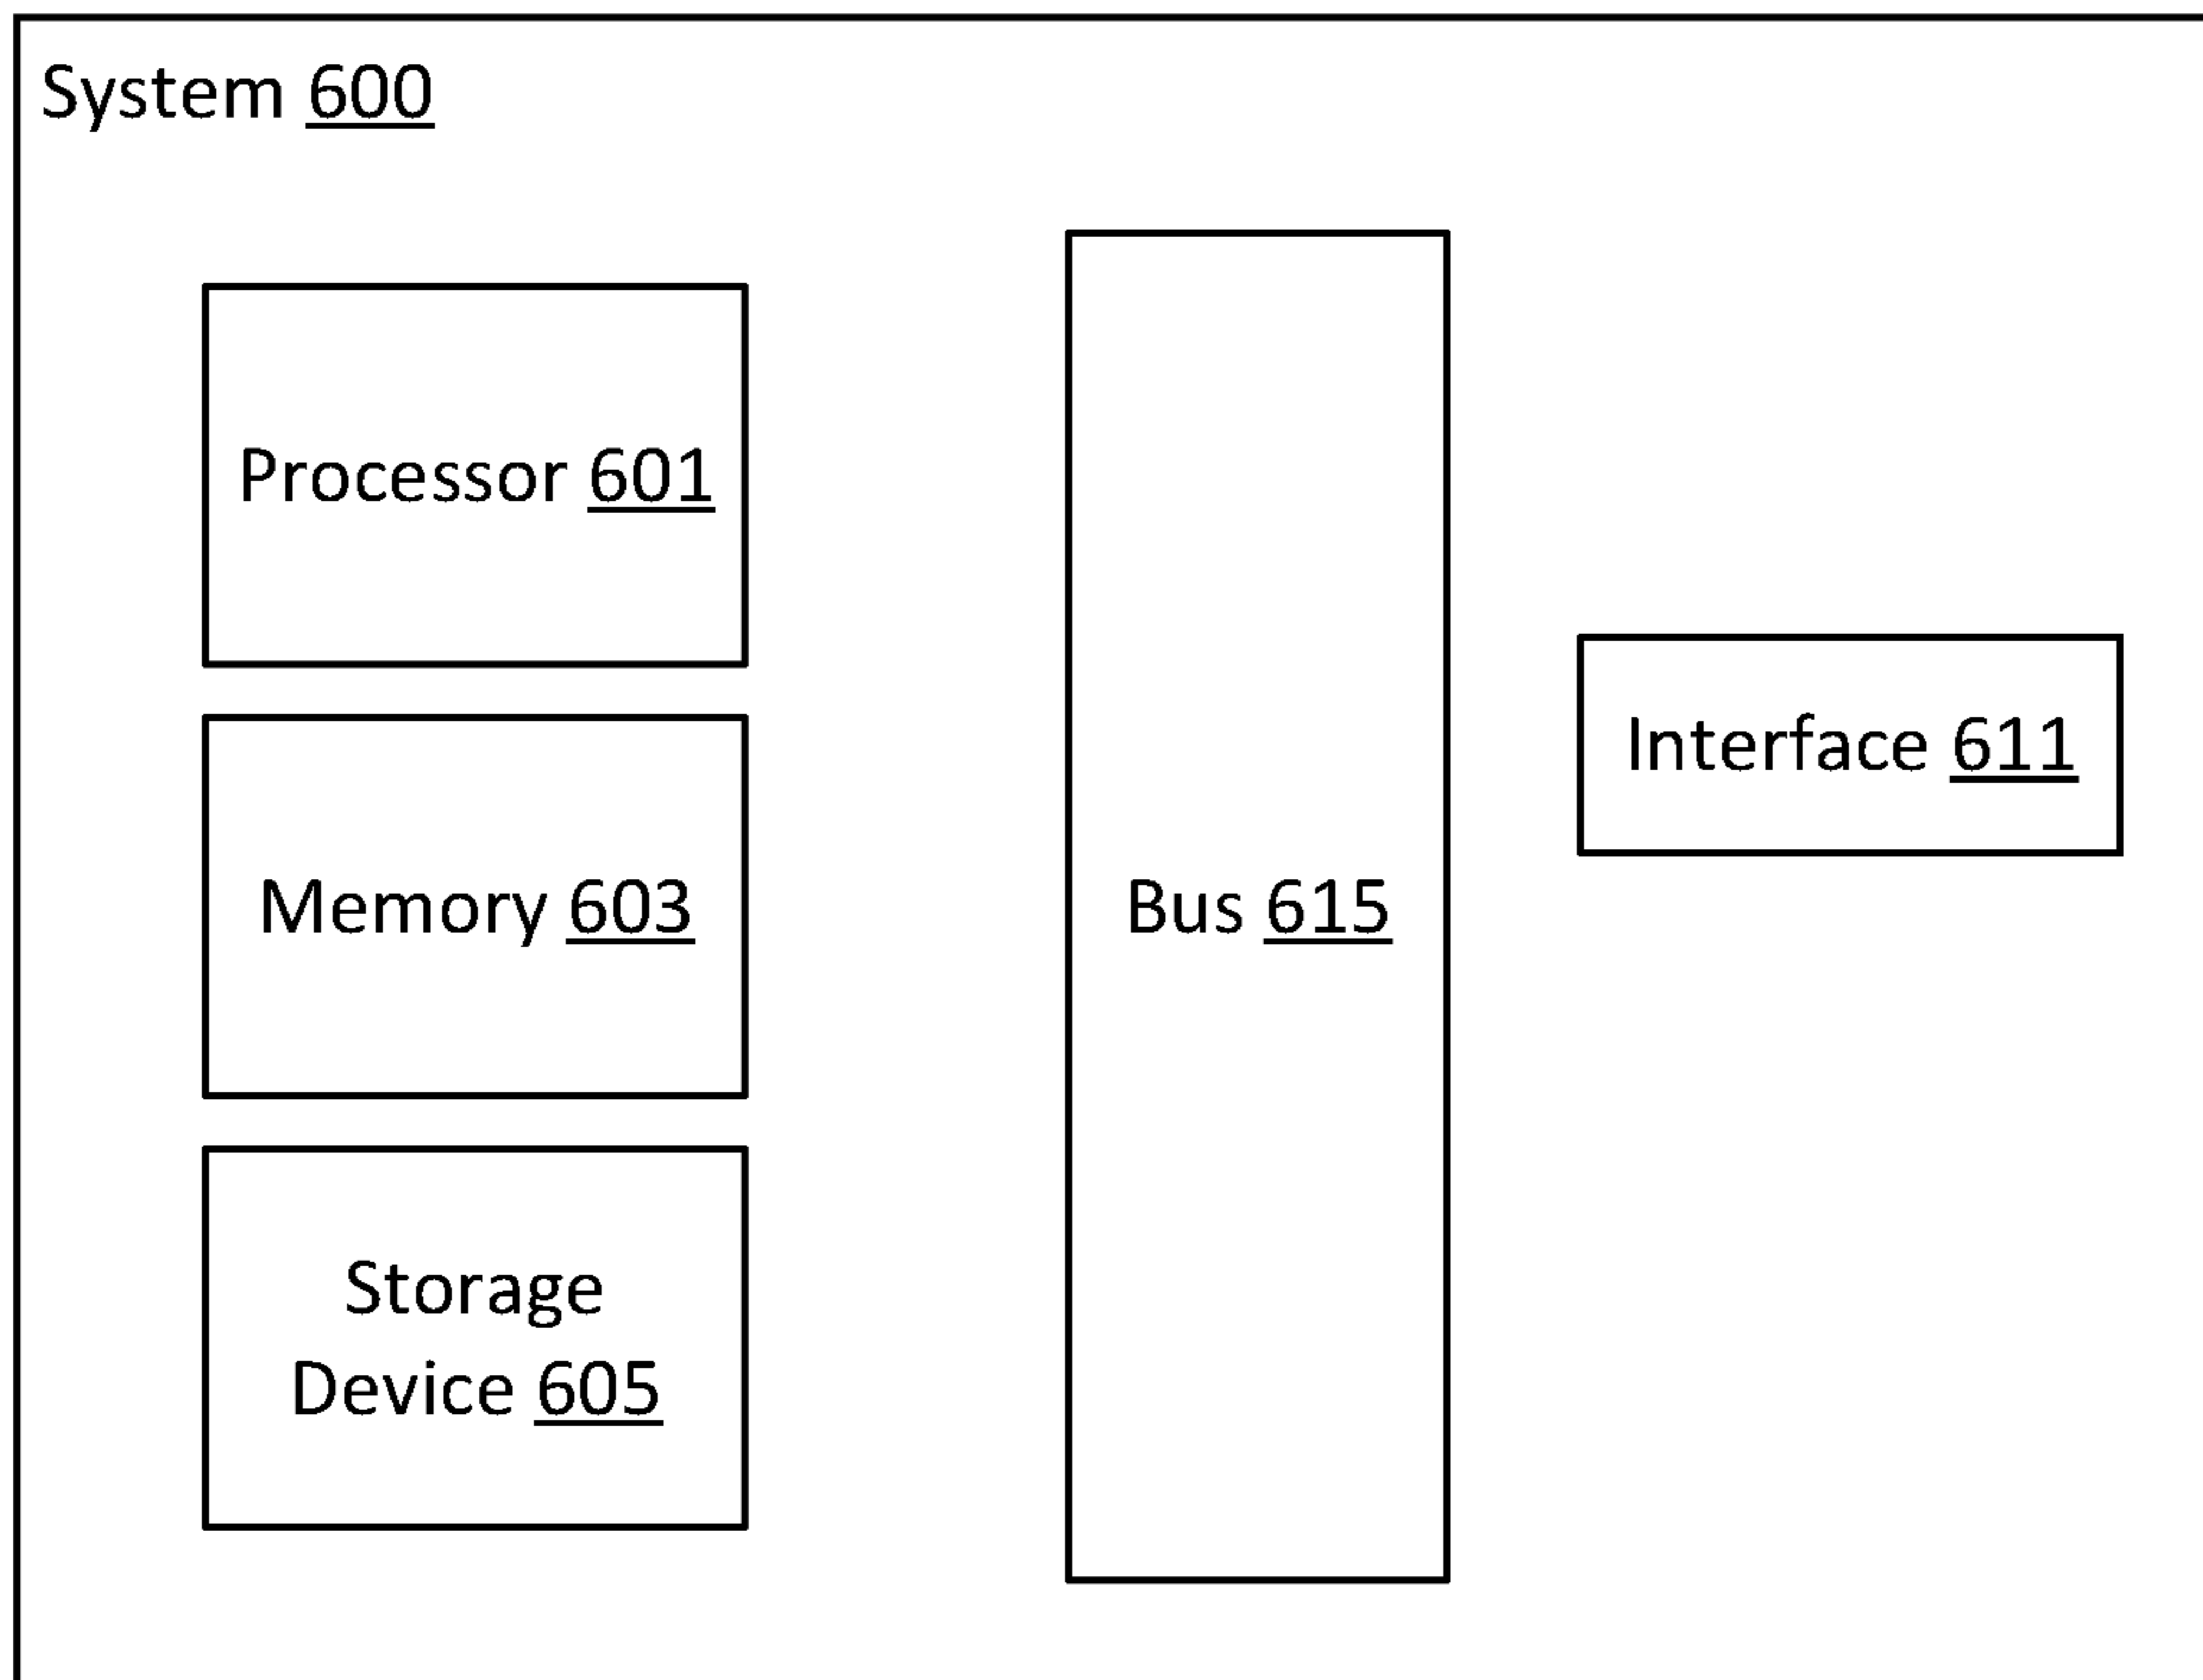 System 600
Processor 601
Memory 603
Storage
Device 605
Bus 615
Interface 611